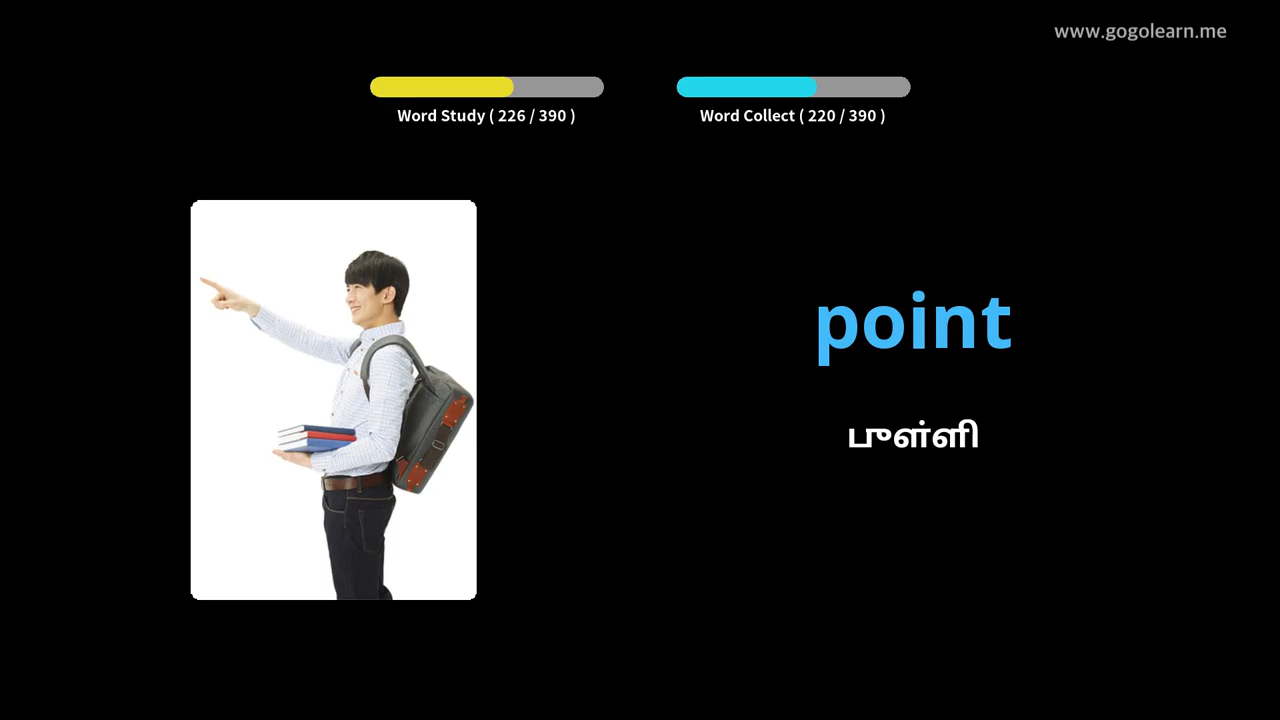 www.gogolearn.me
Word Study ( 226 / 390 )
Word Collect ( 220 / 390 )
point
புள்ளி